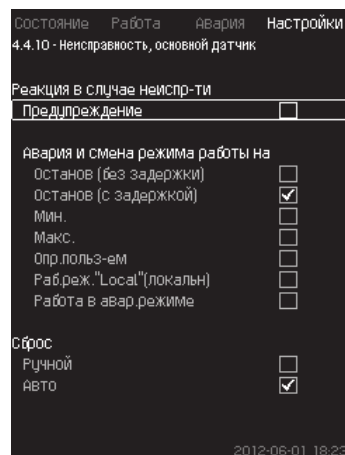 Состояние Работа Авария Настройки
4.4.10 - Неисправность, основной датчик
Реакция в случае неиспр-ти
Предупреждение
Авария и смена режима работы на
Останов (без задержки)
Останов (с задержкой)
Мин.
Макс.
Опр.польз-ем
Раб.реж."Local"(локальн)
Работа в авар.режиме
Сброс
Ручной
Авто
2012-06-01 18:23